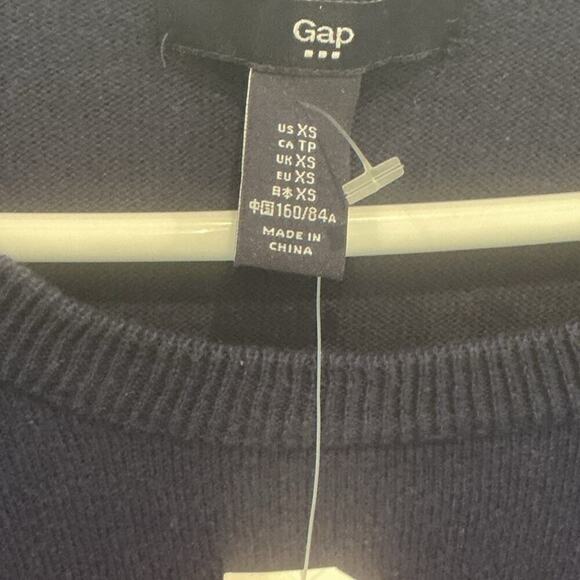 Gap
US XS
CA TP
UK XS
EU XS
日本 XS
中国 160/84A
MADE IN
CHINA